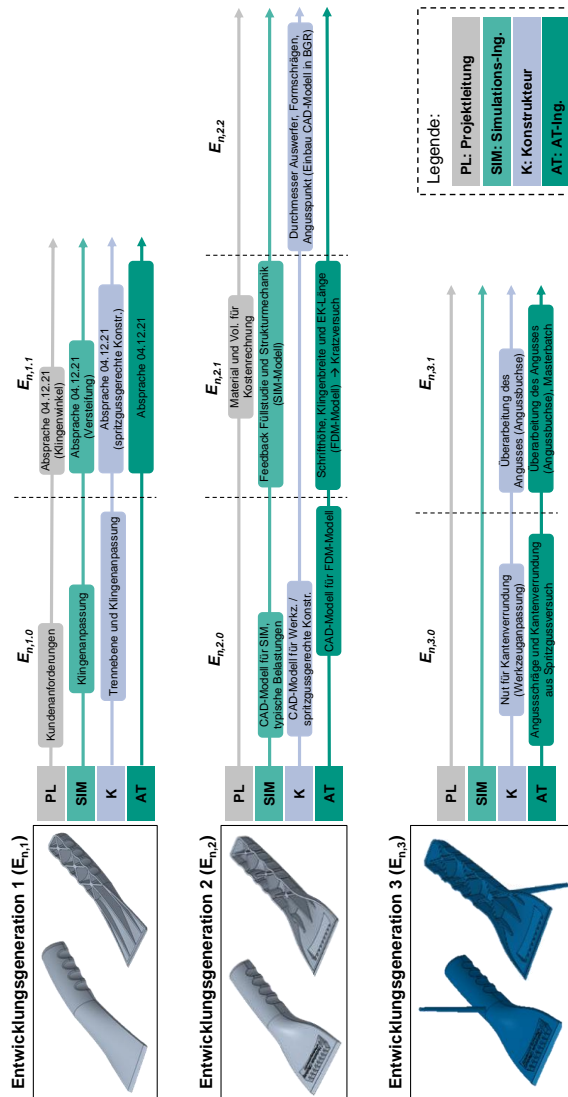 Entwicklungsgeneration 1 (En,1)
En,1.0
En,1.1
PL
Kundenanforderungen
Absprache 04.12.21
(Klingenwinkel)
SIM
Klingenanpassung
Absprache 04.12.21
(Versteifung)
K
Trennebene und Klingenanpassung
Absprache 04.12.21
(spritzgussgerechte Konstr.)
AT
Absprache 04.12.21
Entwicklungsgeneration 2 (En,2)
En,2.0
En,2.1
En,2.2
PL
Material und Vol. für
Kostenrechnung
SIM
CAD-Modell für SIM,
typische Belastungen
Feedback Füllstudie und Strukturmechanik
(SIM-Modell)
K
CAD-Modell für Werkz. /
spritzgussgerechte Konstr.
Durchmesser Auswerfer, Formschrägen,
Angusspunkt (Einbau CAD-Modell in BGR)
AT
CAD-Modell für FDM-Modell
Schrifthöhe, Klingenbreite und EK-Länge
(FDM-Modell) → Kratzversuch
Entwicklungsgeneration 3 (En,3)
En,3.0
En,3.1
PL
SIM
K
Nut für Kantenverrundung
(Werkzeuganpassung)
Überarbeitung des
Angusses (Angussbuchse)
AT
Angussschräge und Kantenverrundung
aus Spritzgussversuch
Überarbeitung des Angusses
(Angussbuchse), Masterbatch
Legende:
PL: Projektleitung
SIM: Simulations-Ing.
K: Konstrukteur
AT: AT-Ing.